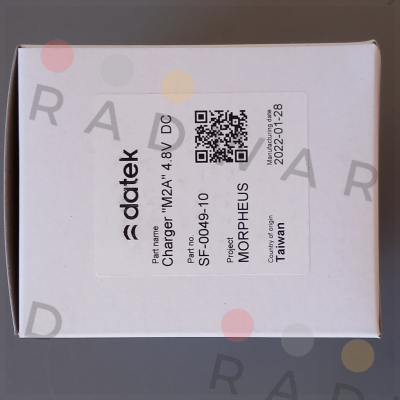 datek
Part name
Charger "M2A" 4.8V DC
Part no.
SF-0049-10
Project
MORPHEUS
Manufacturing date
2022-01-28
Country of origin
Taiwan
RADWAR
RADWAR